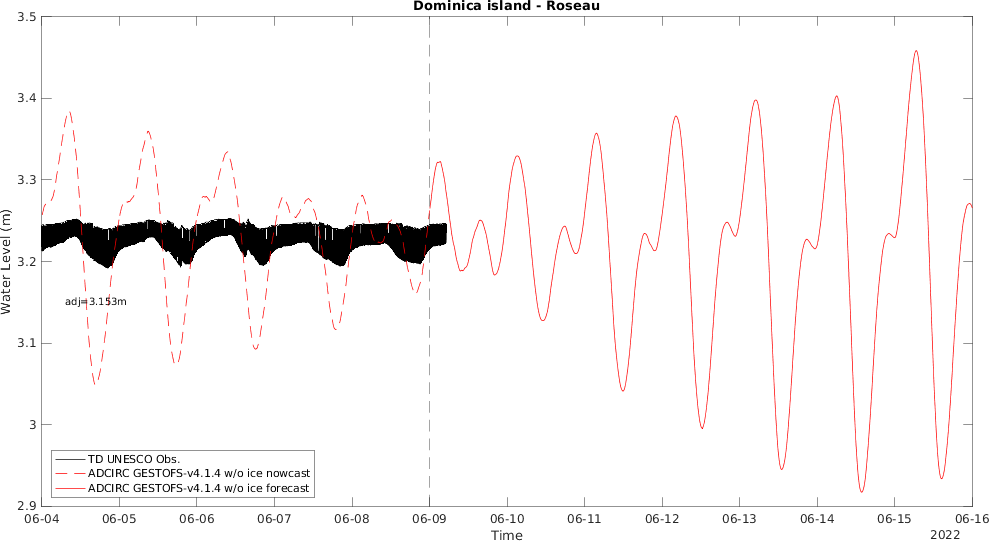 Dominica island - Roseau
3.5
3.4
3.3
3.2
3.1
3
2.9
Water Level (m)
adj=3.153m
TD UNESCO Obs.
ADCIRC GESTOFS-v4.1.4 w/o ice nowcast
ADCIRC GESTOFS-v4.1.4 w/o ice forecast
06-04 06-05 06-06 06-07 06-08 06-09 06-10 06-11 06-12 06-13 06-14 06-15 06-16
Time
2022